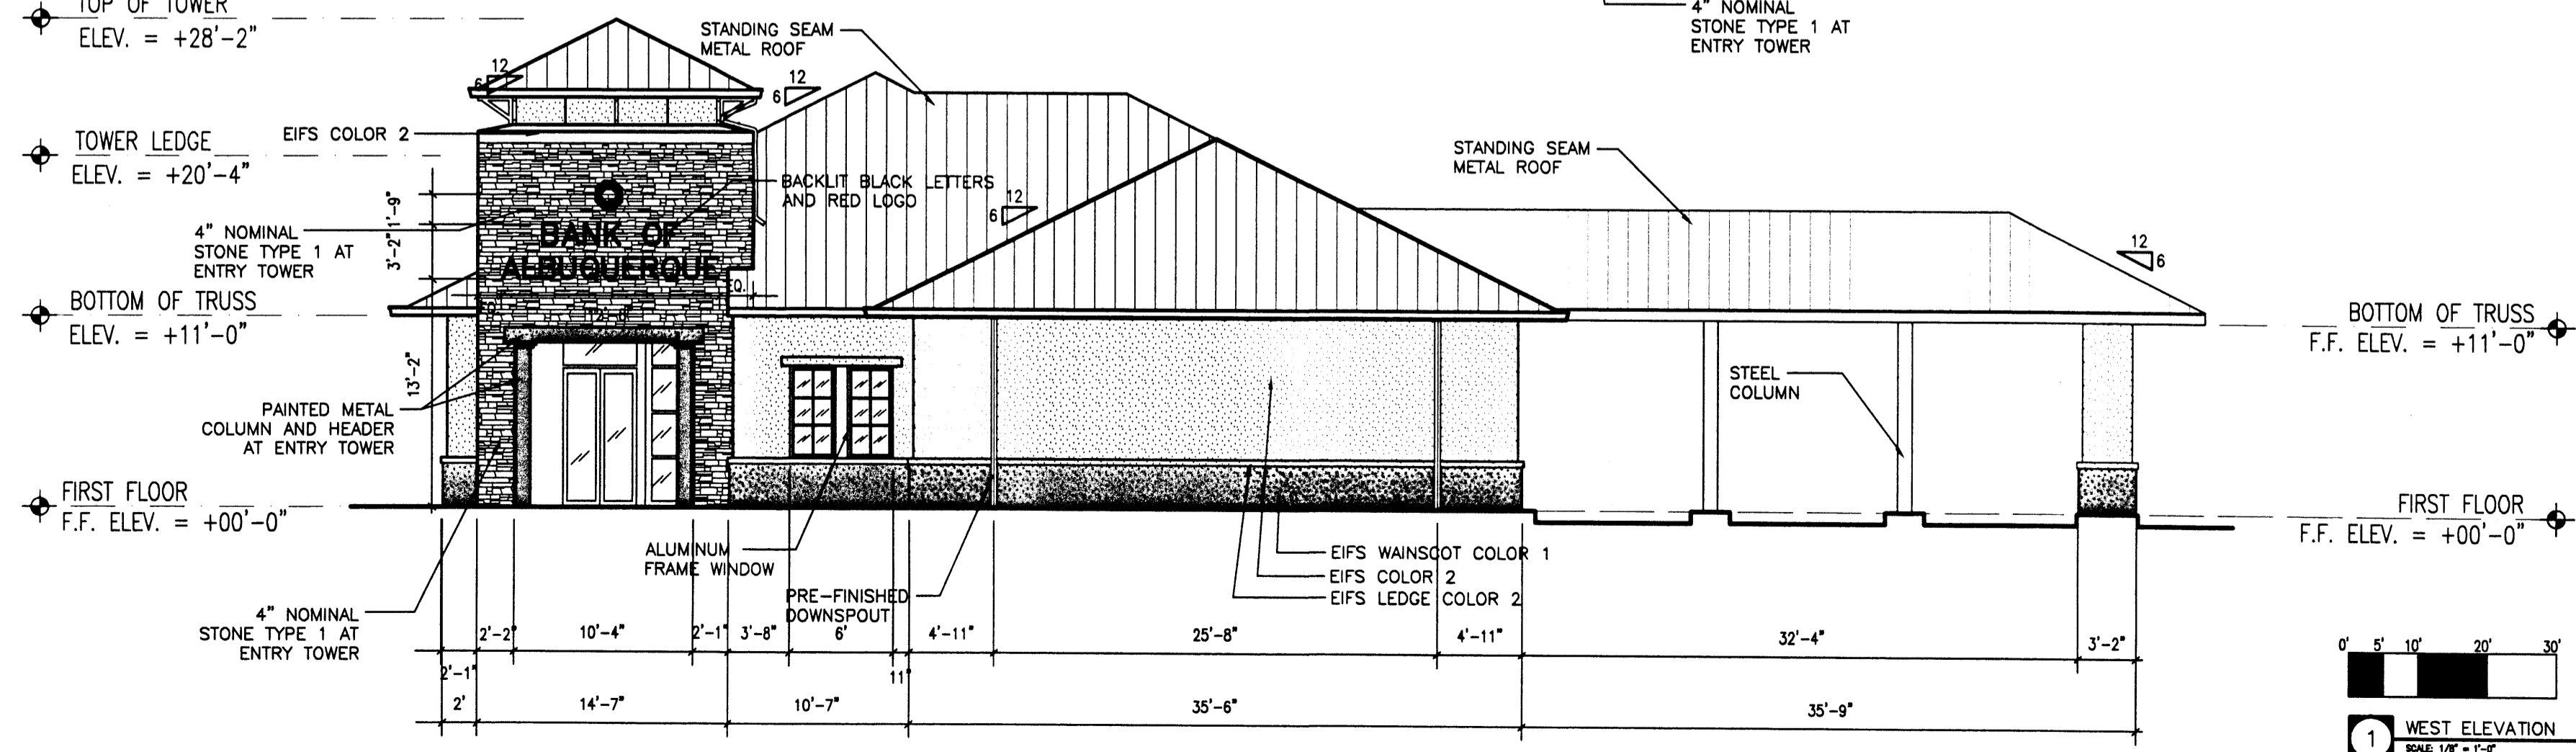 TOP OF TOWER
ELEV. = +28'-2"
TOWER LEDGE
ELEV. = +20'-4"
BOTTOM OF TRUSS
ELEV. = +11'-0"
FIRST FLOOR
F.F. ELEV. = +00'-0"
EIFS COLOR 2
4" NOMINAL
STONE TYPE 1 AT
ENTRY TOWER
PAINTED METAL
COLUMN AND HEADER
AT ENTRY TOWER
4" NOMINAL
STONE TYPE 1 AT
ENTRY TOWER
1'-9"
3'-2"
13'-2"
12
6
BANK OF
ALBUQUERQUE
EQ.
STANDING SEAM
METAL ROOF
12
6
BACKLIT BLACK LETTERS
AND RED LOGO
12
6
4" NOMINAL
STONE TYPE 1 AT
ENTRY TOWER
STANDING SEAM
METAL ROOF
12
6
STEEL
COLUMN
BOTTOM OF TRUSS
F.F. ELEV. = +11'-0"
FIRST FLOOR
F.F. ELEV. = +00'-0"
ALUMINUM
FRAME WINDOW
PRE-FINISHED
DOWNSPOUT
EIFS WAINSCOT COLOR 1
EIFS COLOR 2
EIFS LEDGE COLOR 2
2'-2" 10'-4" 2'-1" 3'-8" 6' 4'-11" 25'-8" 4'-11" 32'-4" 3'-2"
2'-1" 11"
2' 14'-7" 10'-7" 35'-6" 35'-9"
0' 5' 10' 20' 30'
1 WEST ELEVATION
SCALE: 1/8" = 1'-0"